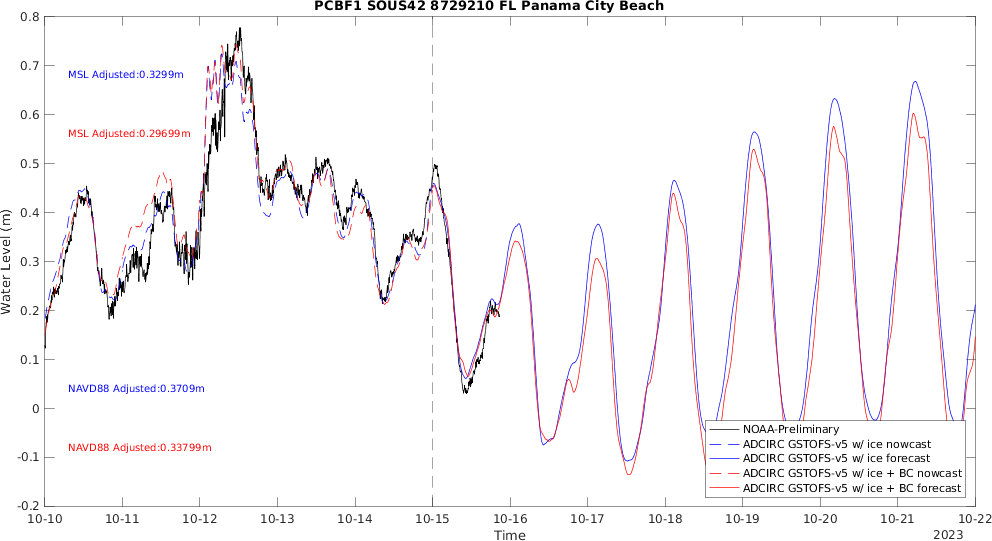 PCBF1 SOUS42 8729210 FL Panama City Beach
Water Level (m)
0.8
0.7
0.6
0.5
0.4
0.3
0.2
0.1
0
-0.1
-0.2
MSL Adjusted:0.3299m
MSL Adjusted:0.29699m
NAVD88 Adjusted:0.3709m
NAVD88 Adjusted:0.33799m
NOAA-Preliminary
ADCIRC GSTOFS-v5 w/ ice nowcast
ADCIRC GSTOFS-v5 w/ ice forecast
ADCIRC GSTOFS-v5 w/ ice + BC nowcast
ADCIRC GSTOFS-v5 w/ ice + BC forecast
10-10 10-11 10-12 10-13 10-14 10-15 10-16 10-17 10-18 10-19 10-20 10-21 10-22
Time
2023